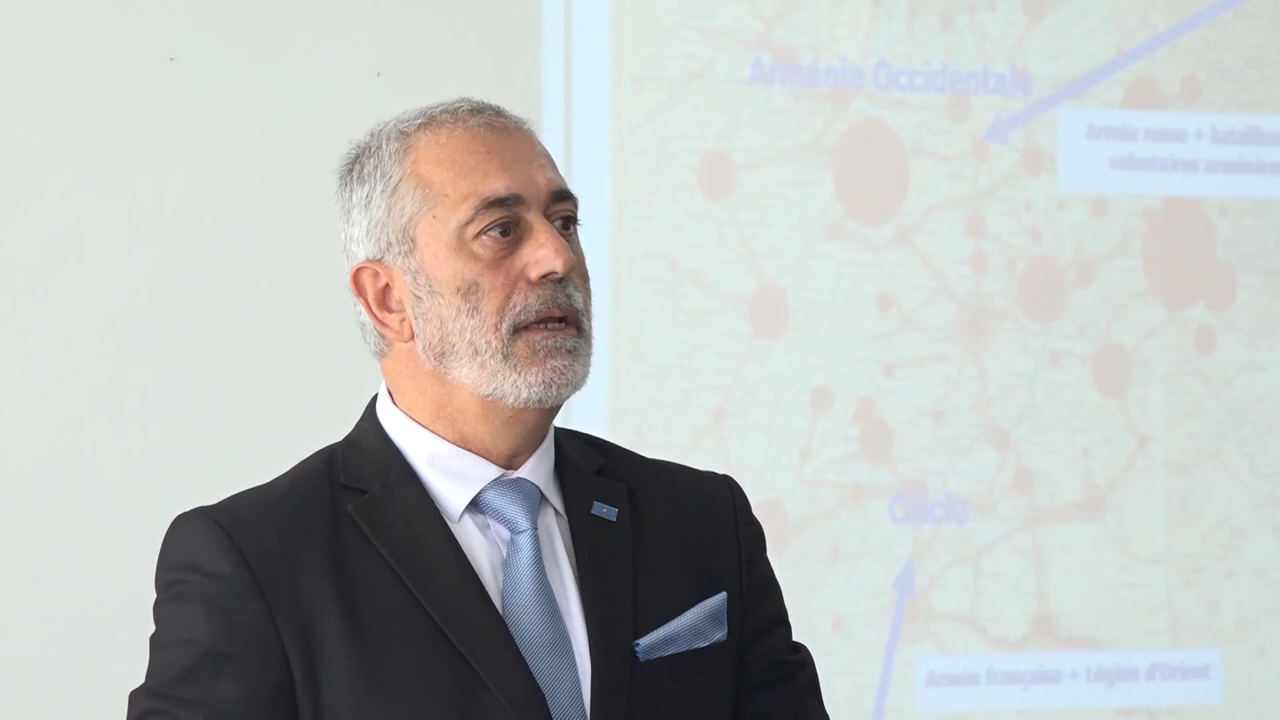 Arménie Occidentale
Armée russe + bataillons
volontaires arméniens
Cilicie
Armée française + Légion d'Orient